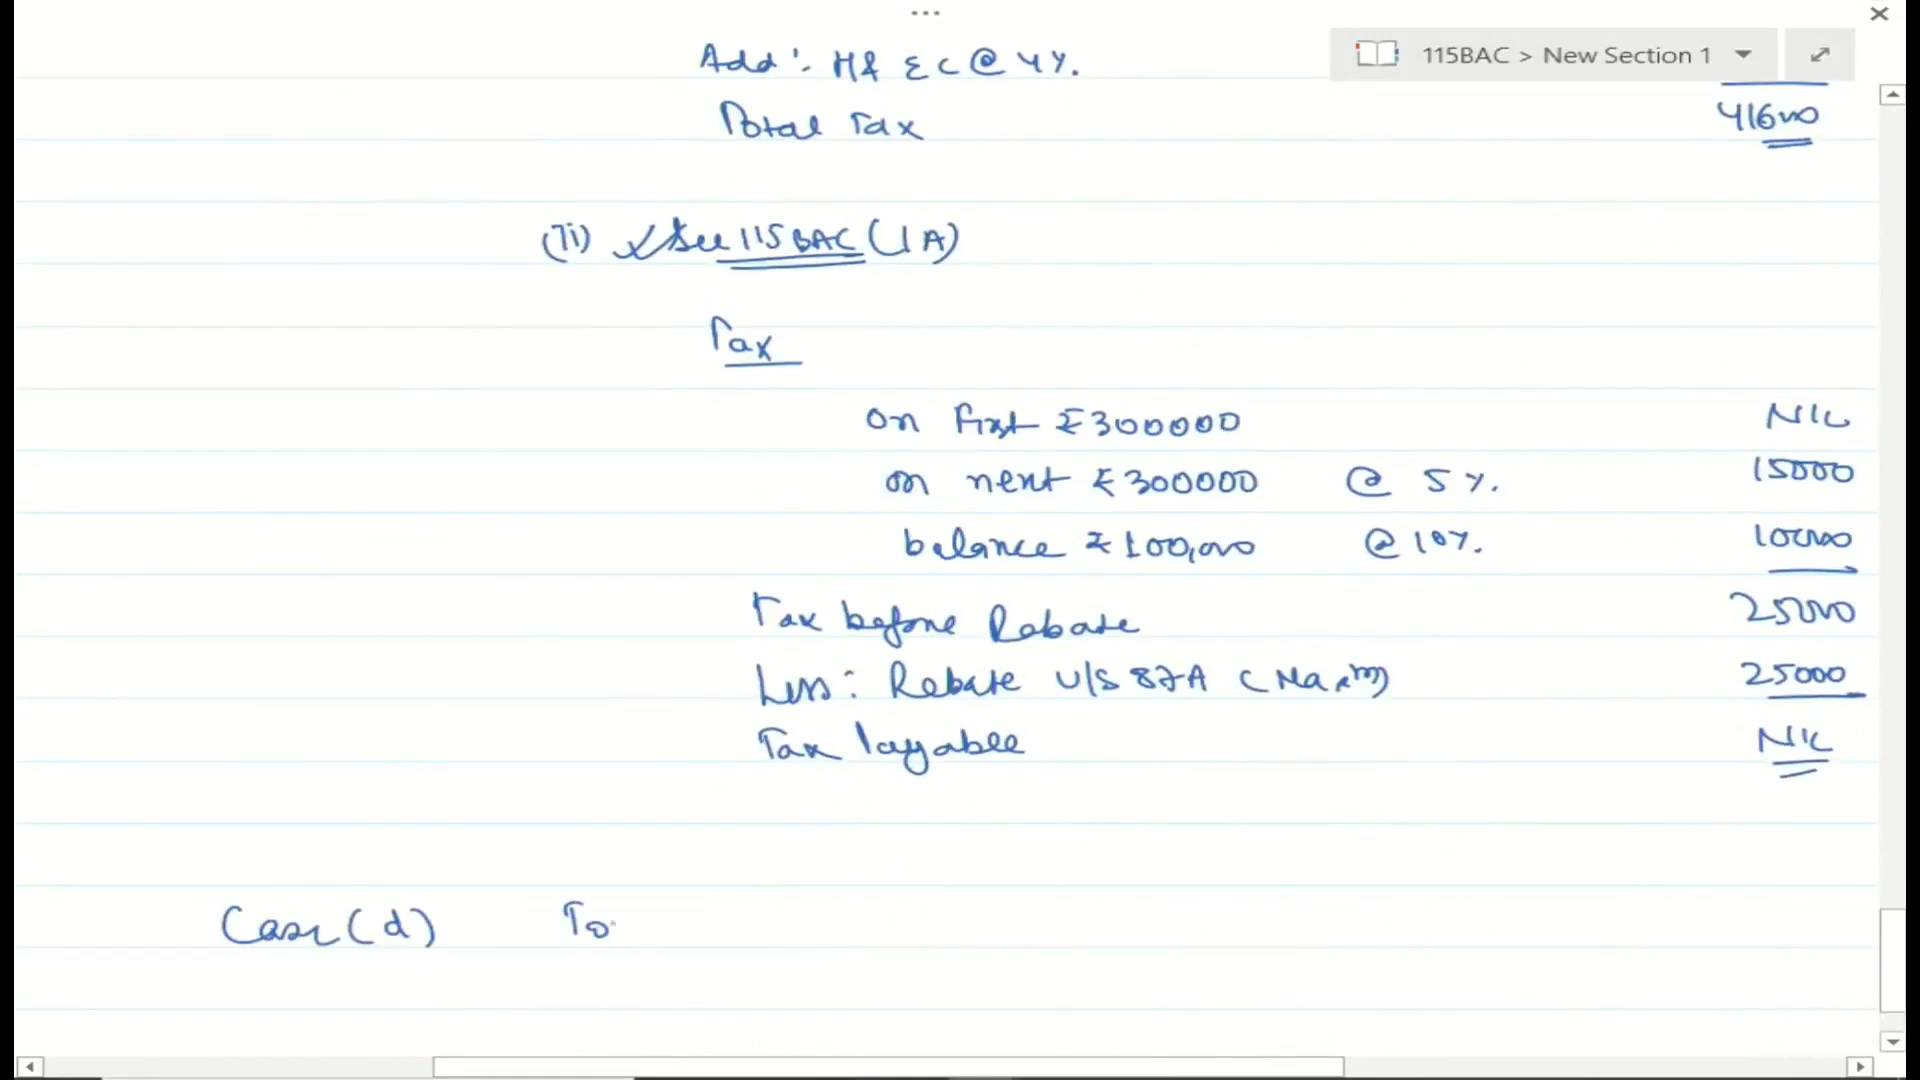 ...
115BAC > New Section 1
Add: H& EC @ 4%.
Total Tax 41600
(ii) ✓ Sec 115BAC (1A)
Tax
on first ₹300000 NIL
on next ₹300000 @ 5%. 15000
balance ₹100,000 @ 10%. 10000
Tax before Rebate 25000
Less: Rebate U/S 87A (Maxm) 25000
Tax Payable NIL
Case (d) To